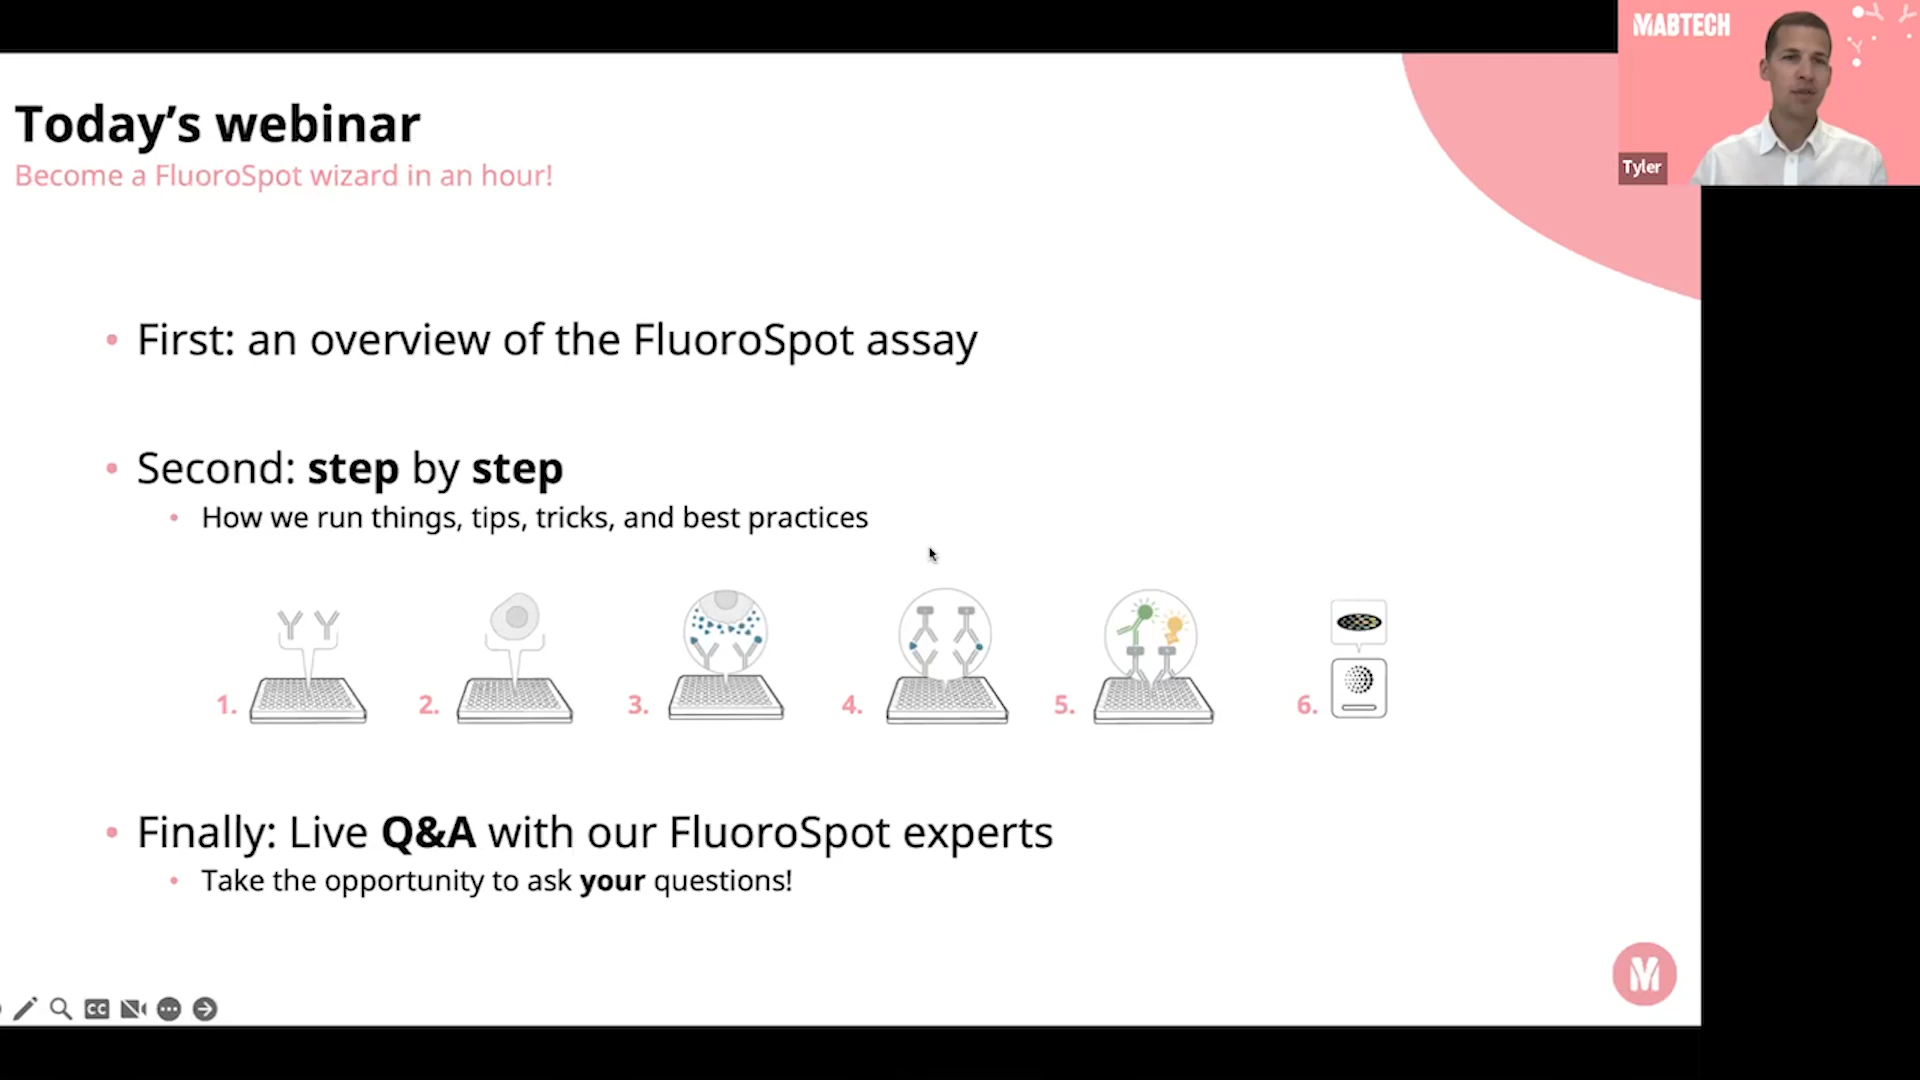 MABTECH
Tyler
Today’s webinar
Become a FluoroSpot wizard in an hour!
• First: an overview of the FluoroSpot assay
• Second: step by step
• How we run things, tips, tricks, and best practices
1. 2. 3. 4. 5. 6.
• Finally: Live Q&A with our FluoroSpot experts
• Take the opportunity to ask your questions!
M
CC